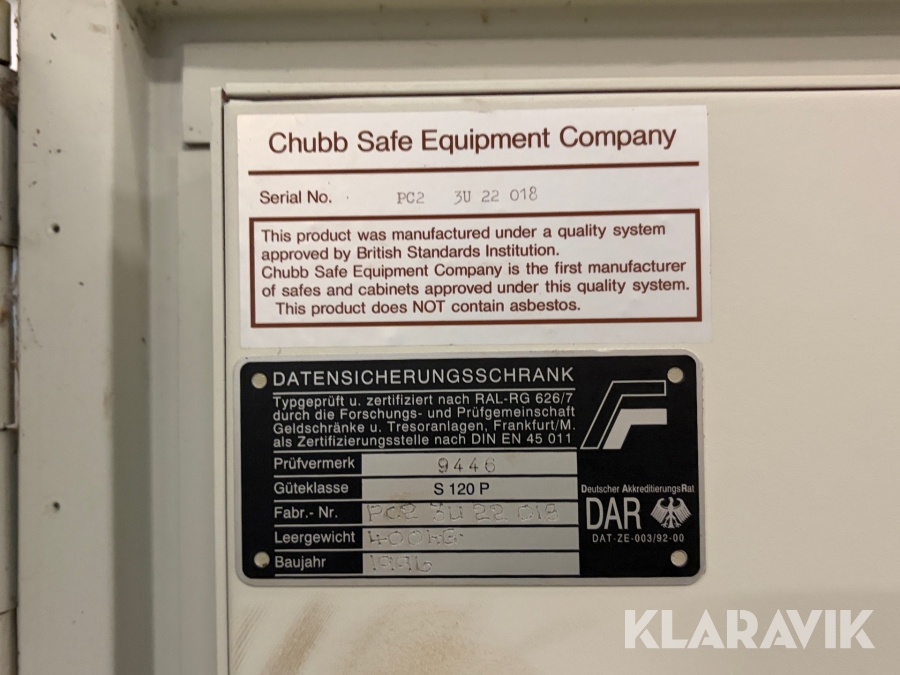 Chubb Safe Equipment Company
Serial No. PC2 3U 22 018
This product was manufactured under a quality system
approved by British Standards Institution.
Chubb Safe Equipment Company is the first manufacturer
of safes and cabinets approved under this quality system.
This product does NOT contain asbestos.
DATENSICHERUNGSSCHRANK
Typgeprüft u. zertifiziert nach RAL-RG 626/7
durch die Forschungs- und Prüfgemeinschaft
Geldschränke u. Tresoranlagen, Frankfurt/M.
als Zertifizierungsstelle nach DIN EN 45 011
Prüfvermerk 9446
Güteklasse S 120 P
Fabr.- Nr. PC2 3U 22 018
Leergewicht 400KG
Baujahr 1996
Deutscher AkkreditierungsRat
DAR
DAT-ZE-003/92-00
KLARAVIK